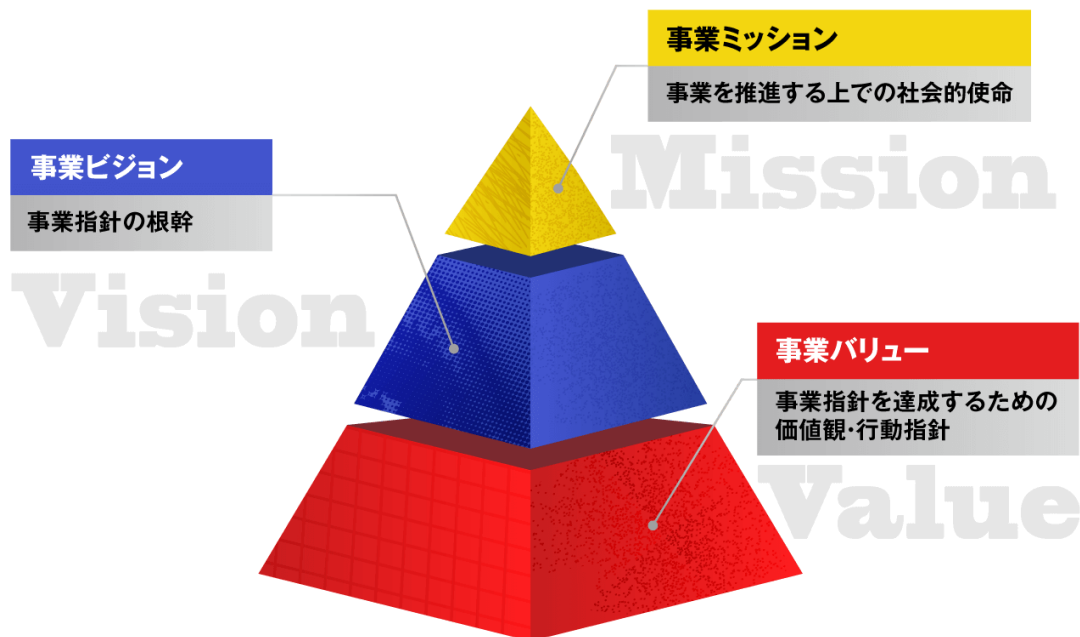 事業ミッション
事業を推進する上での社会的使命
Mission
事業ビジョン
事業指針の根幹
Vision
事業バリュー
事業指針を達成するための
価値観・行動指針
Value